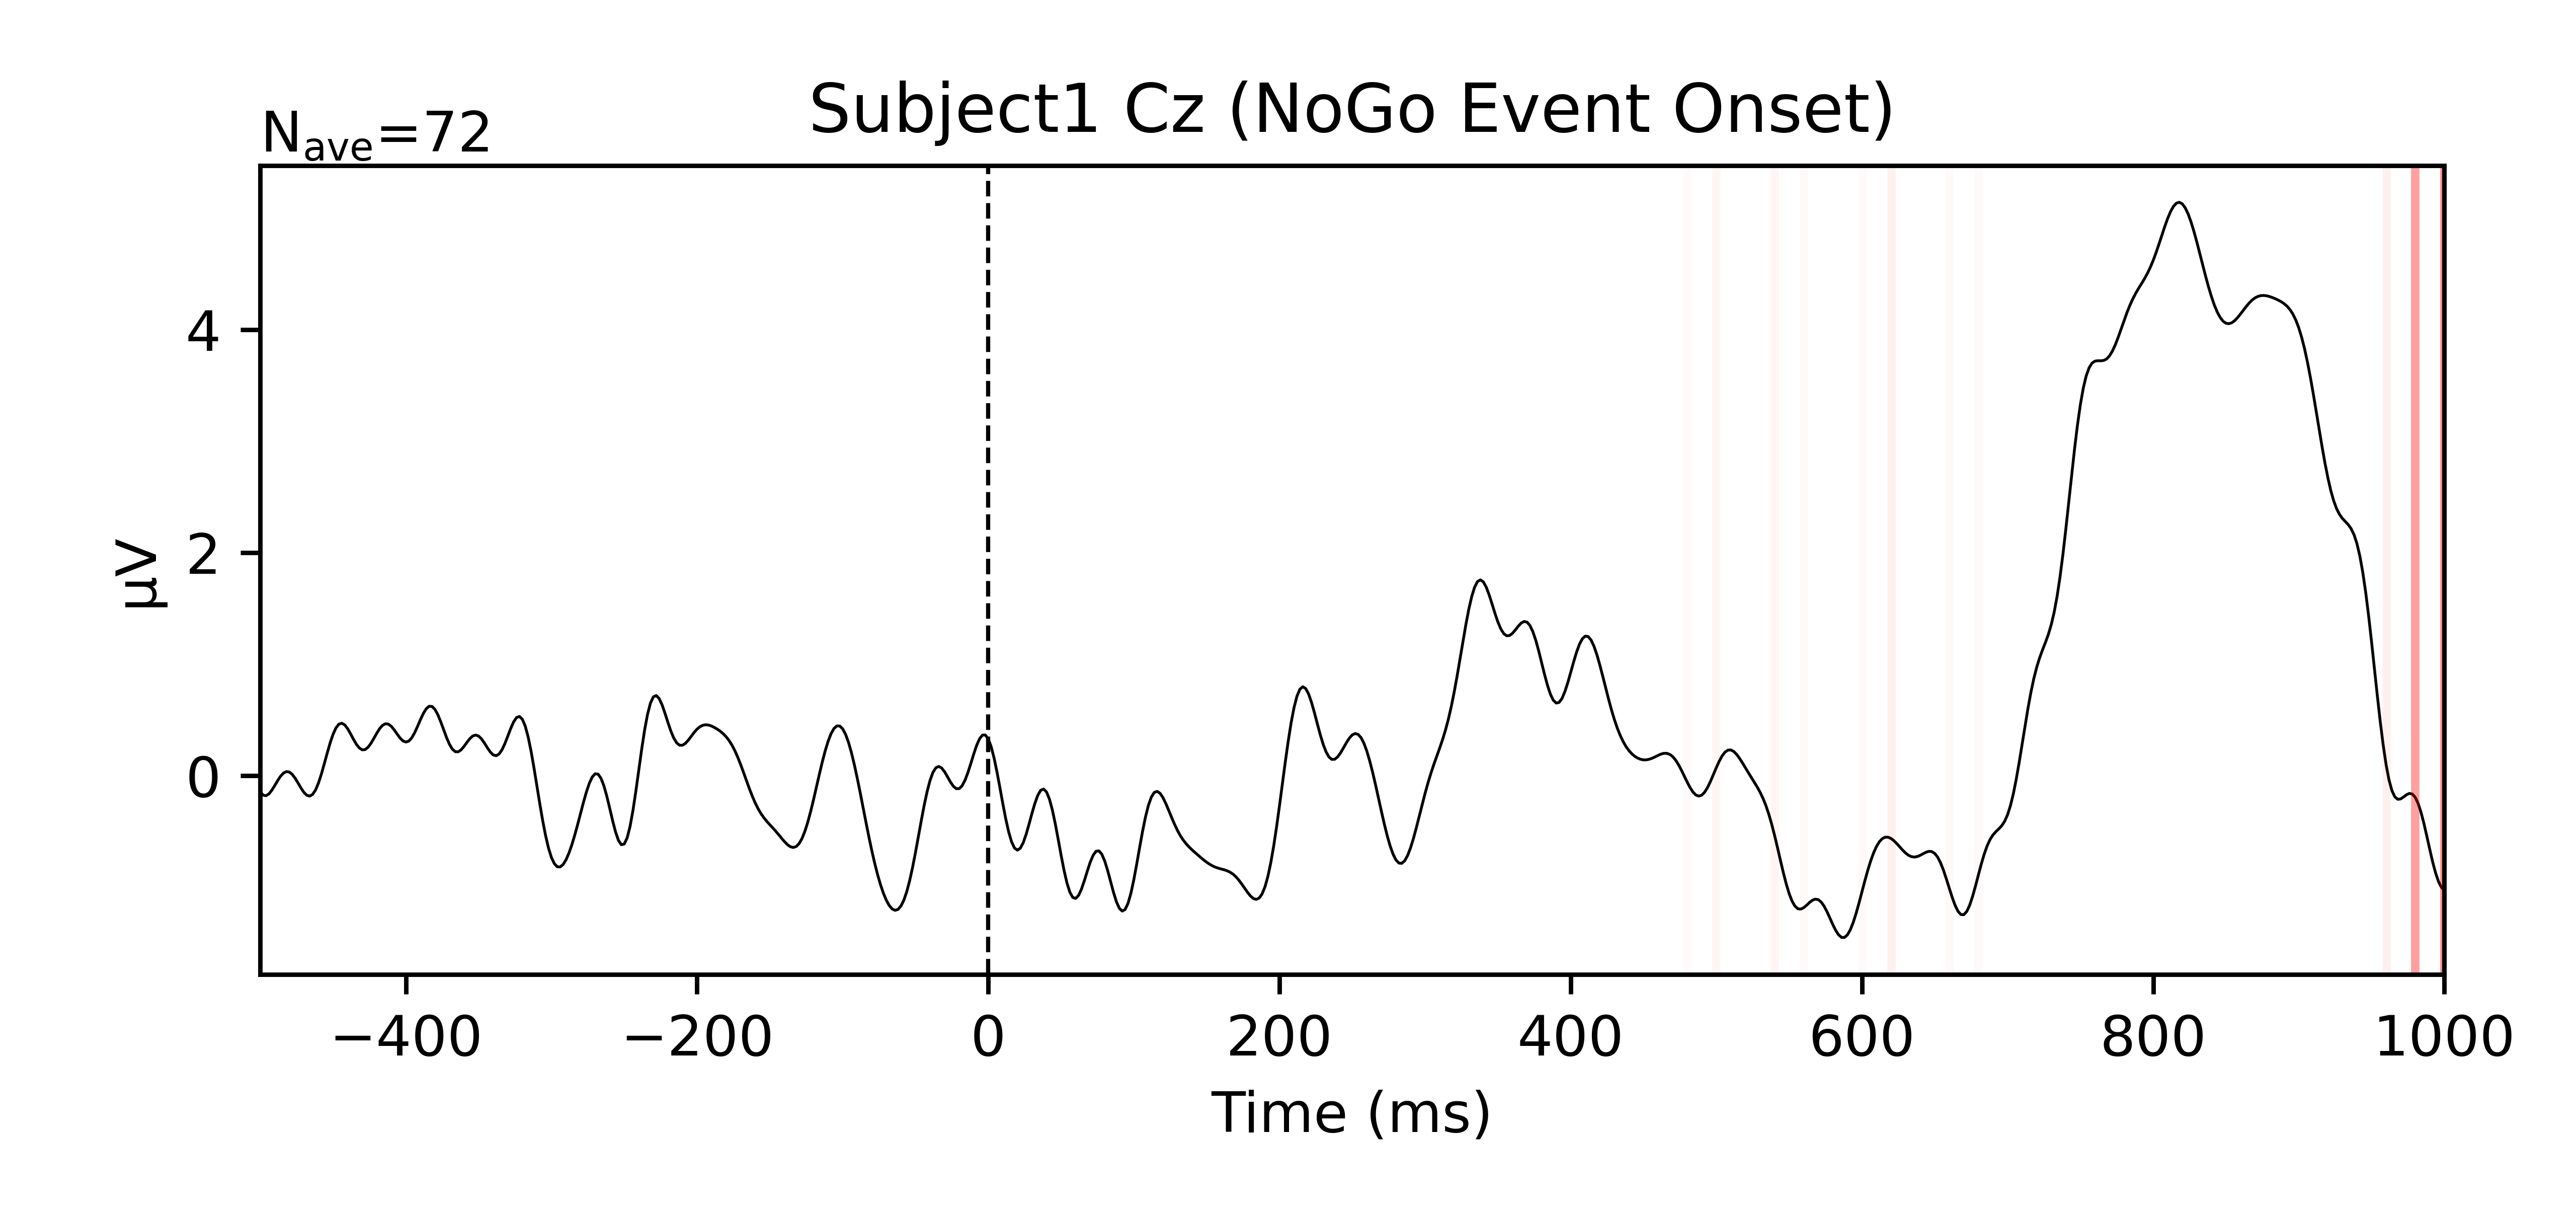 Subject1 Cz (NoGo Event Onset)
Nave=72
µV
4
2
0
−400 −200 0 200 400 600 800 1000
Time (ms)